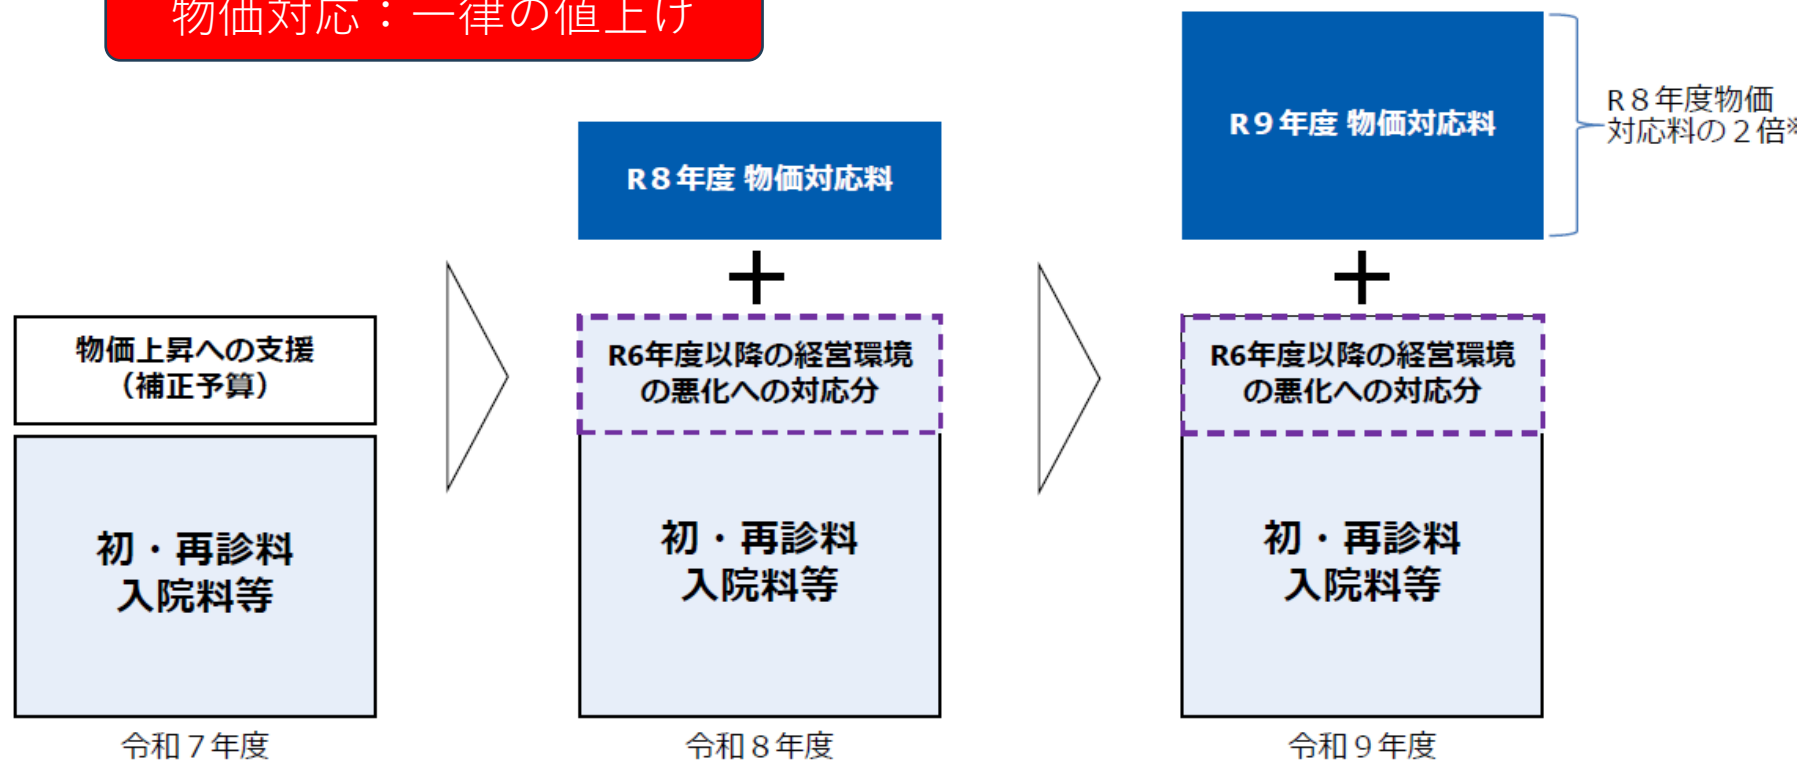 物価対応：一律の値上げ
R９年度 物価対応料
R８年度物価
対応料の２倍※
R８年度 物価対応料
＋
＋
物価上昇への支援
（補正予算）
R6年度以降の経営環境
の悪化への対応分
R6年度以降の経営環境
の悪化への対応分
初・再診料
入院料等
初・再診料
入院料等
初・再診料
入院料等
令和７年度
令和８年度
令和９年度